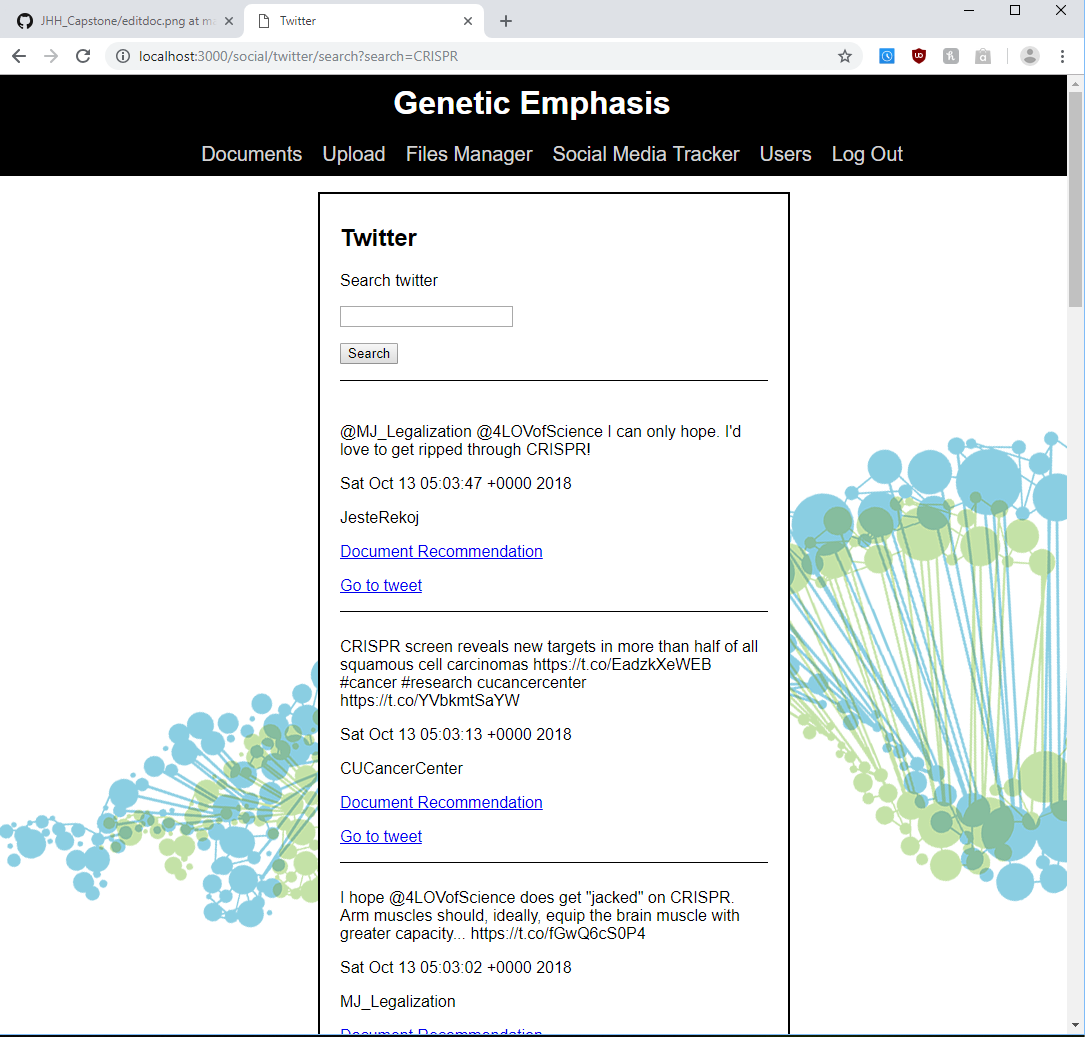 JHH_Capstone/editdoc.png at ma
Twitter
localhost:3000/social/twitter/search?search=CRISPR
Genetic Emphasis
Documents Upload Files Manager Social Media Tracker Users Log Out
Twitter
Search twitter
Search
@MJ_Legalization @4LOVofScience I can only hope. I'd
love to get ripped through CRISPR!
Sat Oct 13 05:03:47 +0000 2018
JesteRekoj
Document Recommendation
Go to tweet
CRISPR screen reveals new targets in more than half of all
squamous cell carcinomas https://t.co/EadzkXeWEB
#cancer #research cucancercenter
https://t.co/YVbkmtSaYW
Sat Oct 13 05:03:13 +0000 2018
CUCancerCenter
Document Recommendation
Go to tweet
I hope @4LOVofScience does get "jacked" on CRISPR.
Arm muscles should, ideally, equip the brain muscle with
greater capacity... https://t.co/fGwQ6cS0P4
Sat Oct 13 05:03:02 +0000 2018
MJ_Legalization
Document Recommendation